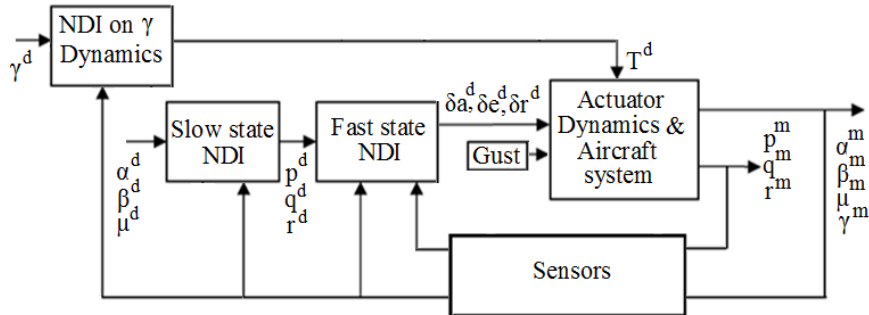 NDI on γ
Dynamics
γ^d
T^d
Slow state
NDI
α^d
β^d
μ^d
Fast state
NDI
p^d
q^d
r^d
δa^d, δe^d, δr^d
Gust
Actuator
Dynamics &
Aircraft
system
p^m
q^m
r^m
α^m
β^m
μ^m
γ^m
Sensors